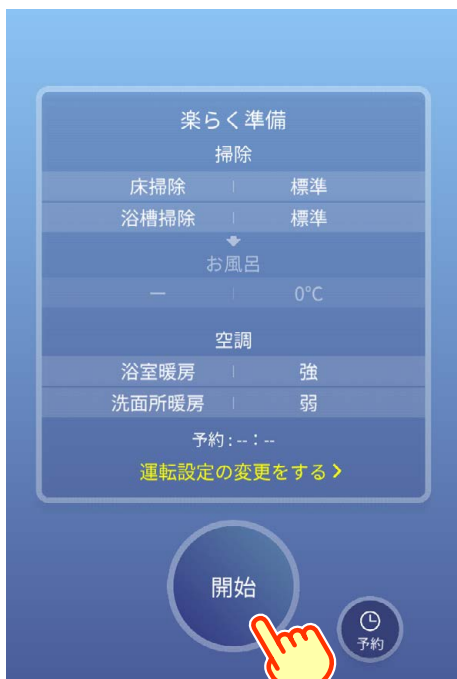 楽らく準備
掃除
床掃除 標準
浴槽掃除 標準
お風呂
— 0℃
空調
浴室暖房 強
洗面所暖房 弱
予約 : -- : --
運転設定の変更をする >
開始
予約